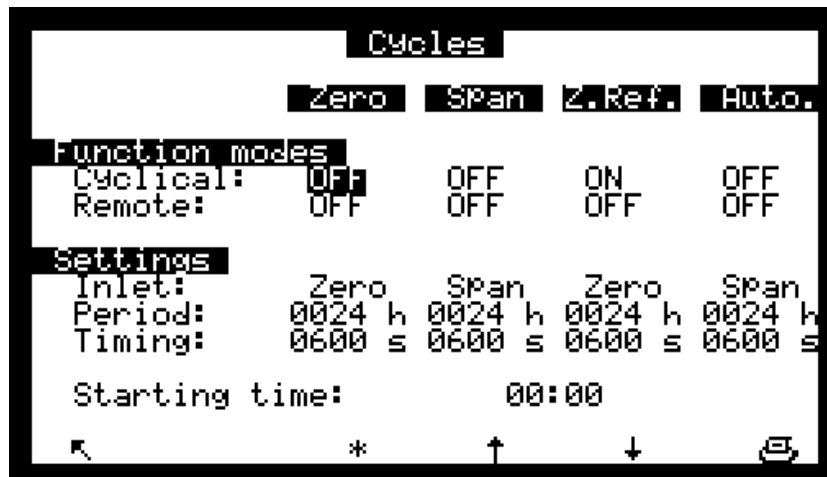 Cycles
Zero Span Z.Ref. Auto.
Function modes
Cyclical: OFF OFF ON OFF
Remote: OFF OFF OFF OFF
Settings
Inlet: Zero Span Zero Span
Period: 0024 h 0024 h 0024 h 0024 h
Timing: 0600 s 0600 s 0600 s 0600 s
Starting time: 00:00
*